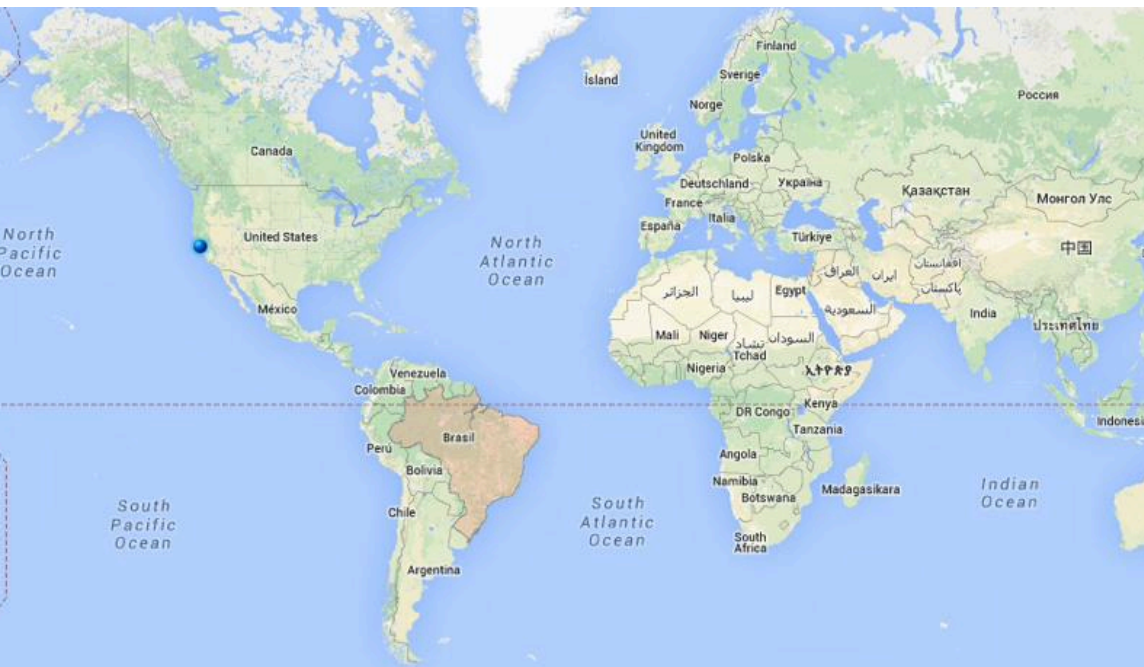 Finland
Ísland
Sverige
Россия
Norge
United
Kingdom
Canada
Polska
Deutschland
Україна
Қазақстан
Монгол Улс
France
Italia
España
North
Pacific
Ocean
United States
North
Atlantic
Ocean
Türkiye
中国
افغانستان
العراق
ایران
پاکستان
México
الجزائر
ليبيا
Egypt
السعودية
India
ประเทศไทย
Mali
Niger
تشاد
Tchad
السودان
Nigeria
ኢትዮጵያ
Venezuela
Colombia
Kenya
DR Congo
Tanzania
Indonesi
Brasil
Perú
Angola
Bolivia
Namibia
Botswana
Madagasikara
Indian
Ocean
South
Pacific
Ocean
Chile
South
Atlantic
Ocean
South
Africa
Argentina